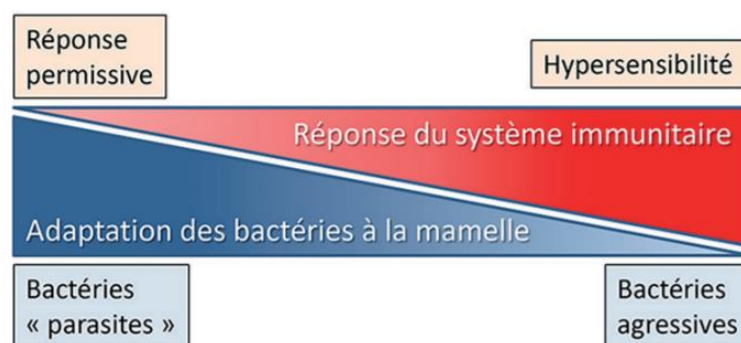 Réponse
permissive
Hypersensibilité
Réponse du système immunitaire
Adaptation des bactéries à la mamelle
Bactéries
« parasites »
Bactéries
agressives